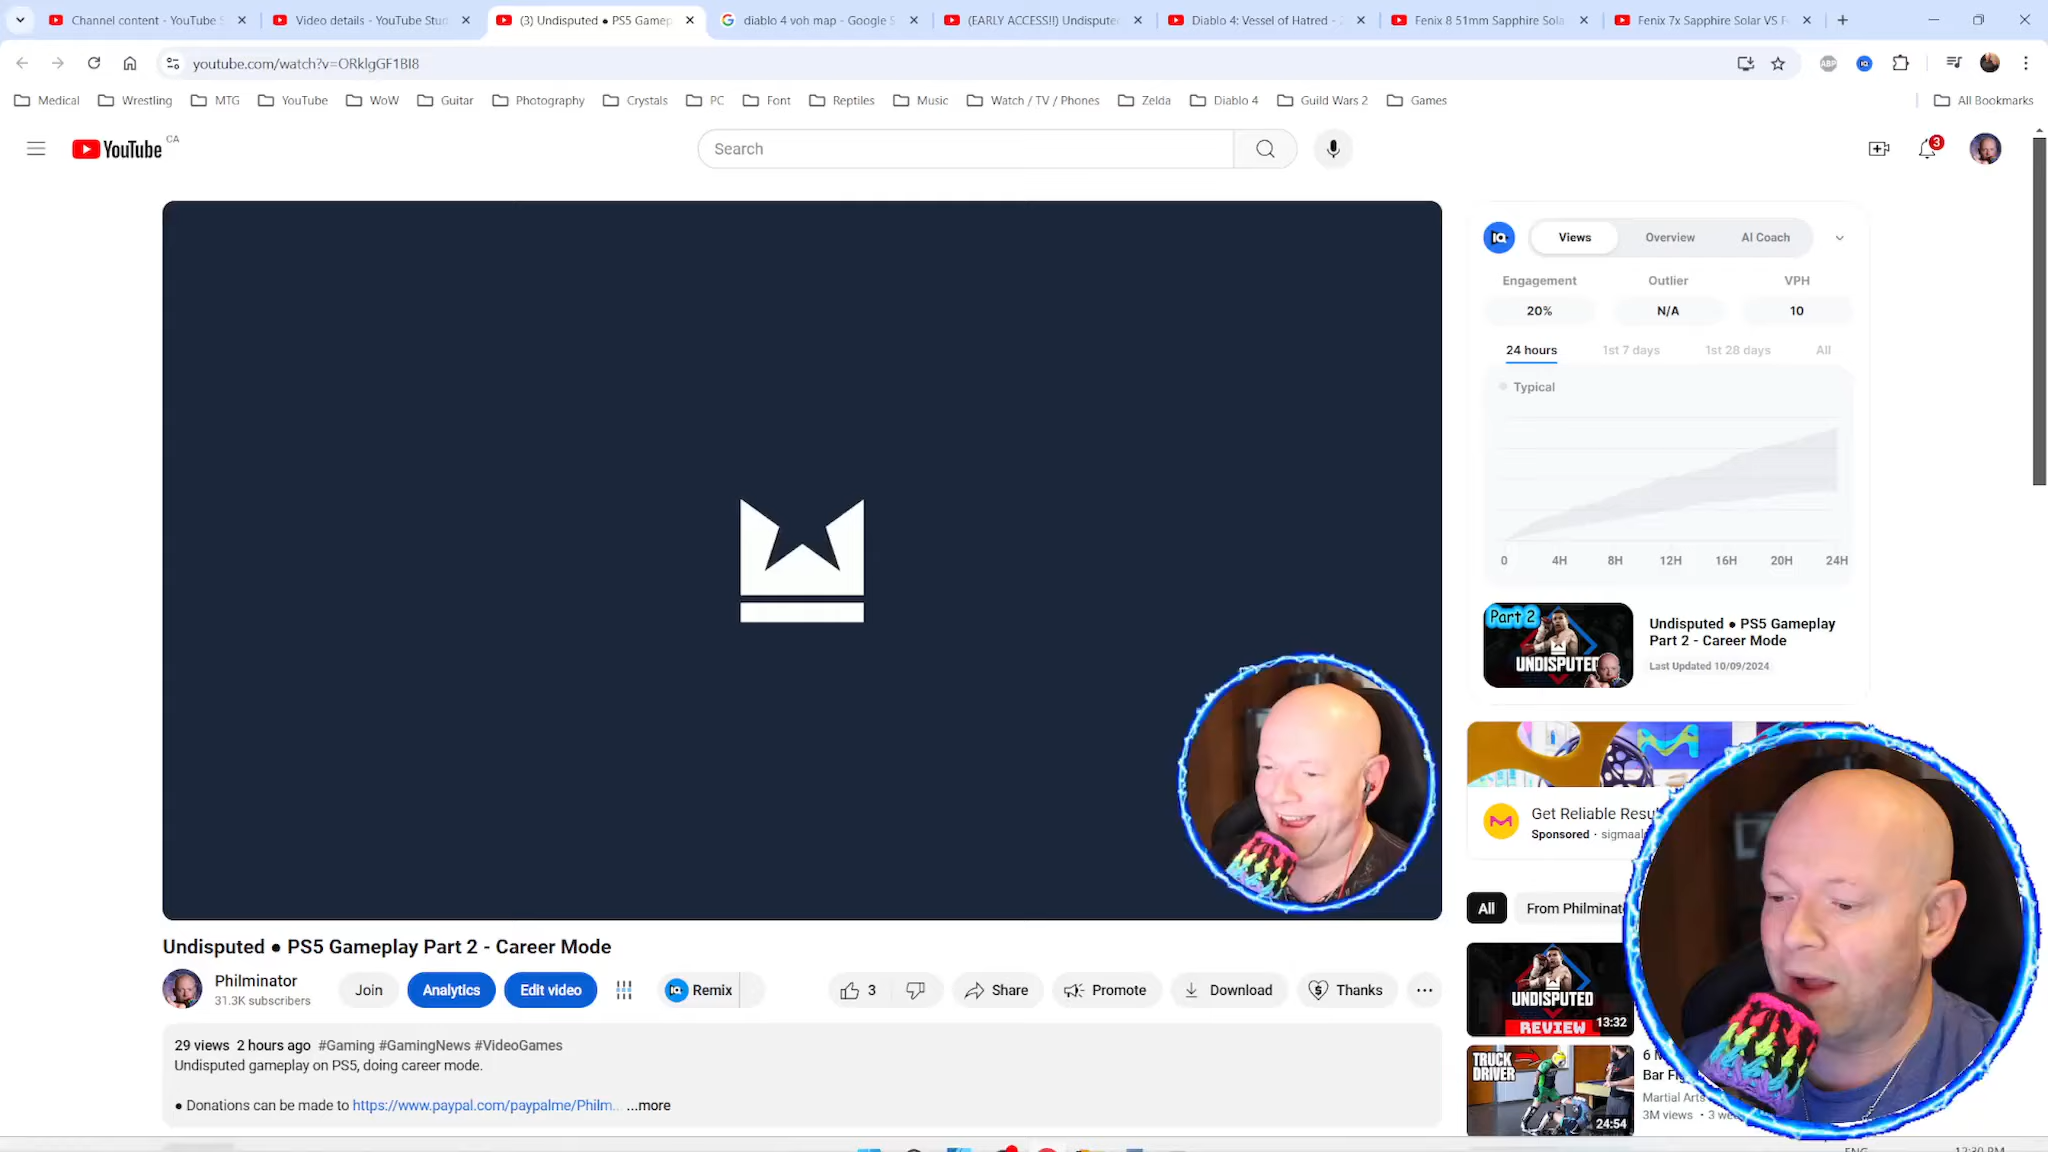 Channel content - YouTube S
Video details - YouTube Stud
(3) Undisputed ● PS5 Gamep
diablo 4 voh map - Google S
(EARLY ACCESS!!) Undispute
Diablo 4: Vessel of Hatred -
Fenix 8 51mm Sapphire Sola
Fenix 7x Sapphire Solar VS F
youtube.com/watch?v=ORklgGF1BI8
ABP
Medical
Wrestling
MTG
YouTube
WoW
Guitar
Photography
Crystals
PC
Font
Reptiles
Music
Watch / TV / Phones
Zelda
Diablo 4
Guild Wars 2
Games
All Bookmarks
YouTube CA
Search
3
IQ
Views
Overview
AI Coach
Engagement
Outlier
VPH
20%
N/A
10
24 hours
1st 7 days
1st 28 days
All
Typical
0 4H 8H 12H 16H 20H 24H
Part 2
UNDISPUTED
Undisputed ● PS5 Gameplay
Part 2 - Career Mode
Last Updated 10/09/2024
Get Reliable Resu
Sponsored · sigmaal
All
From Philminat
UNDISPUTED
REVIEW
13:32
TRUCK
DRIVER
24:54
6
Bar Fi
Martial Arts
3M views • 3 wee
Undisputed ● PS5 Gameplay Part 2 - Career Mode
Philminator
31.3K subscribers
Join
Analytics
Edit video
IQ Remix
3
Share
Promote
Download
Thanks
29 views 2 hours ago #Gaming #GamingNews #VideoGames
Undisputed gameplay on PS5, doing career mode.
● Donations can be made to https://www.paypal.com/paypalme/Philm... ...more